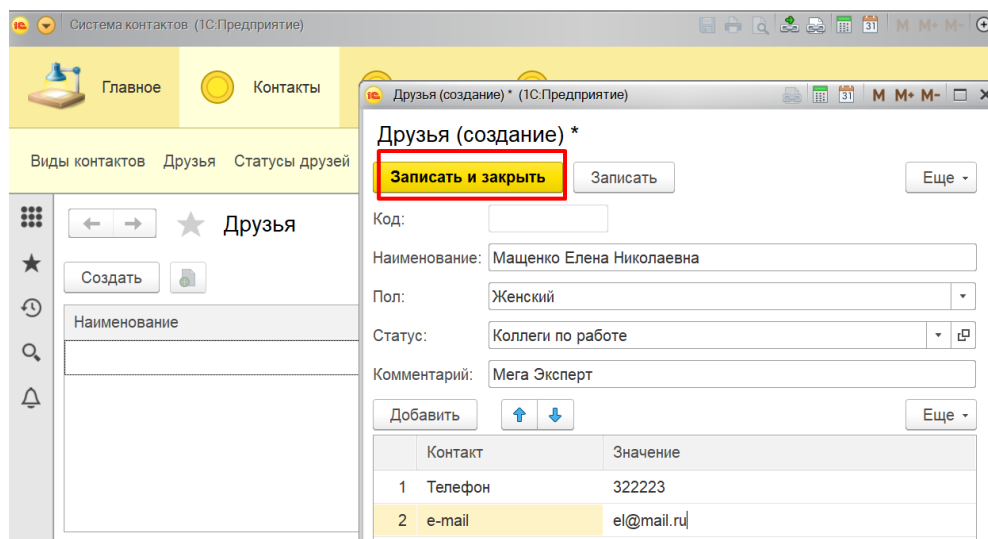 Система контактов (1С:Предприятие)
31 M M+ M-
Главное Контакты
Виды контактов Друзья Статусы друзей
Друзья
Создать
Наименование
Друзья (создание) * (1С:Предприятие)
31 M M+ M-
Друзья (создание) *
Записать и закрыть Записать Еще
Код:
Наименование: Мащенко Елена Николаевна
Пол: Женский
Статус: Коллеги по работе
Комментарий: Мега Эксперт
Добавить Еще
Контакт Значение
1 Телефон 322223
2 e-mail el@mail.ru